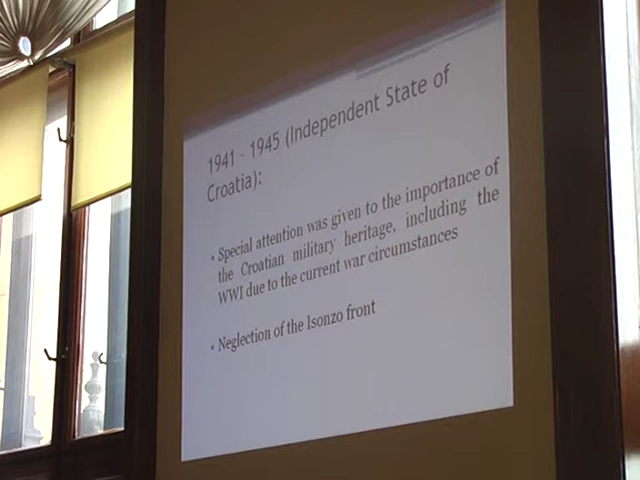 1941 - 1945 (Independent State of
Croatia):
• Special attention was given to the importance of
the Croatian military heritage, including the
WWI due to the current war circumstances
• Neglection of the Isonzo front